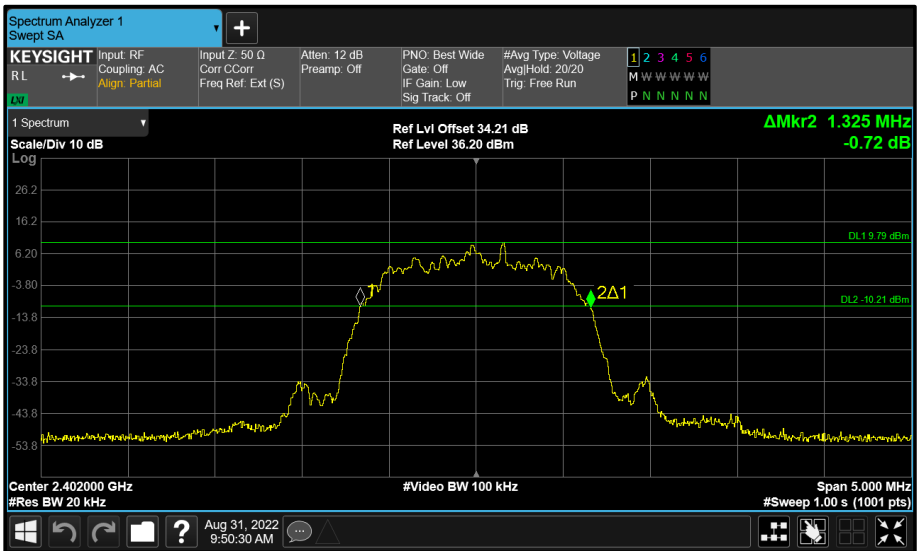 Spectrum Analyzer 1
Swept SA
+
KEYSIGHT
RL
LXI
Input: RF
Coupling: AC
Align: Partial
Input Z: 50 Ω
Corr CCorr
Freq Ref: Ext (S)
Atten: 12 dB
Preamp: Off
PNO: Best Wide
Gate: Off
IF Gain: Low
Sig Track: Off
#Avg Type: Voltage
Avg|Hold: 20/20
Trig: Free Run
1 2 3 4 5 6
M W W W W W
P N N N N N
1 Spectrum
Scale/Div 10 dB
Ref Lvl Offset 34.21 dB
Ref Level 36.20 dBm
ΔMkr2 1.325 MHz
-0.72 dB
Log
26.2
16.2
DL1 9.79 dBm
6.20
-3.80
1
2Δ1
DL2 -10.21 dBm
-13.8
-23.8
-33.8
-43.8
-53.8
Center 2.402000 GHz
#Video BW 100 kHz
Span 5.000 MHz
#Res BW 20 kHz
#Sweep 1.00 s (1001 pts)
?
Aug 31, 2022
9:50:30 AM